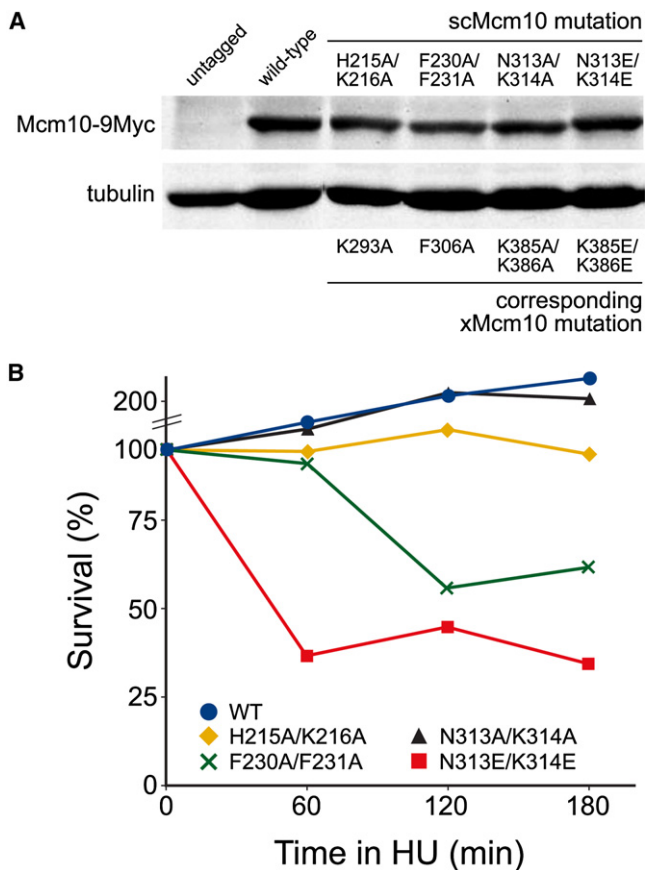 A
scMcm10 mutation
untagged
wild-type
H215A/ F230A/ N313A/ N313E/
K216A F231A K314A K314E
Mcm10-9Myc
tubulin
K293A F306A K385A/ K385E/
K386A K386E
corresponding
xMcm10 mutation
B
200
100
75
50
25
0
Survival (%)
WT
H215A/K216A N313A/K314A
F230A/F231A N313E/K314E
0 60 120 180
Time in HU (min)